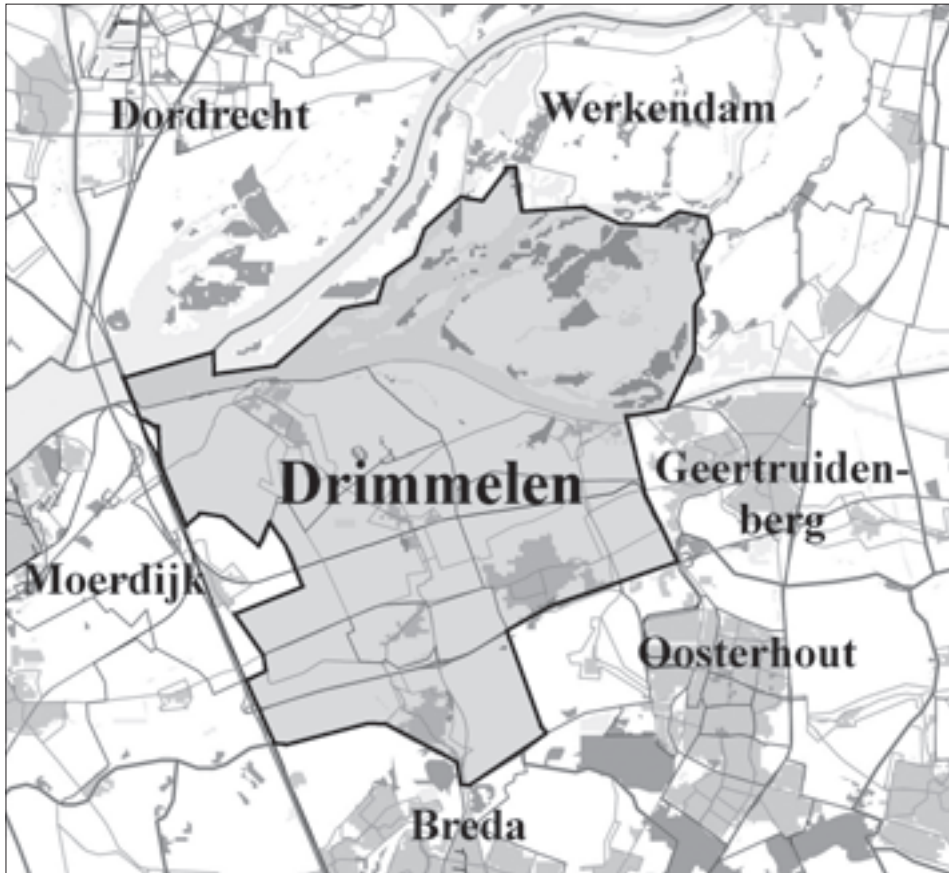 Dordrecht
Werkendam
Drimmelen
Geertruiden-
berg
Moerdijk
Oosterhout
Breda